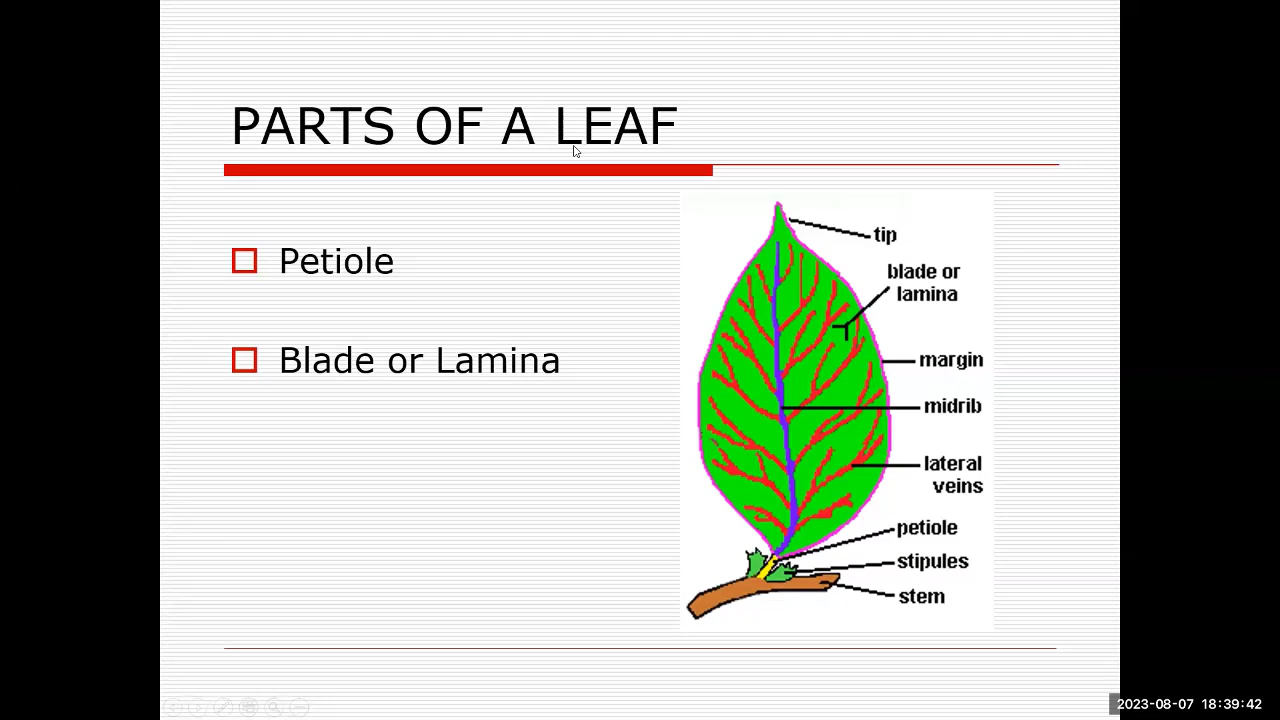 PARTS OF A LEAF
Petiole
Blade or Lamina
tip
blade or
lamina
margin
midrib
lateral
veins
petiole
stipules
stem
2023-08-07 18:39:42